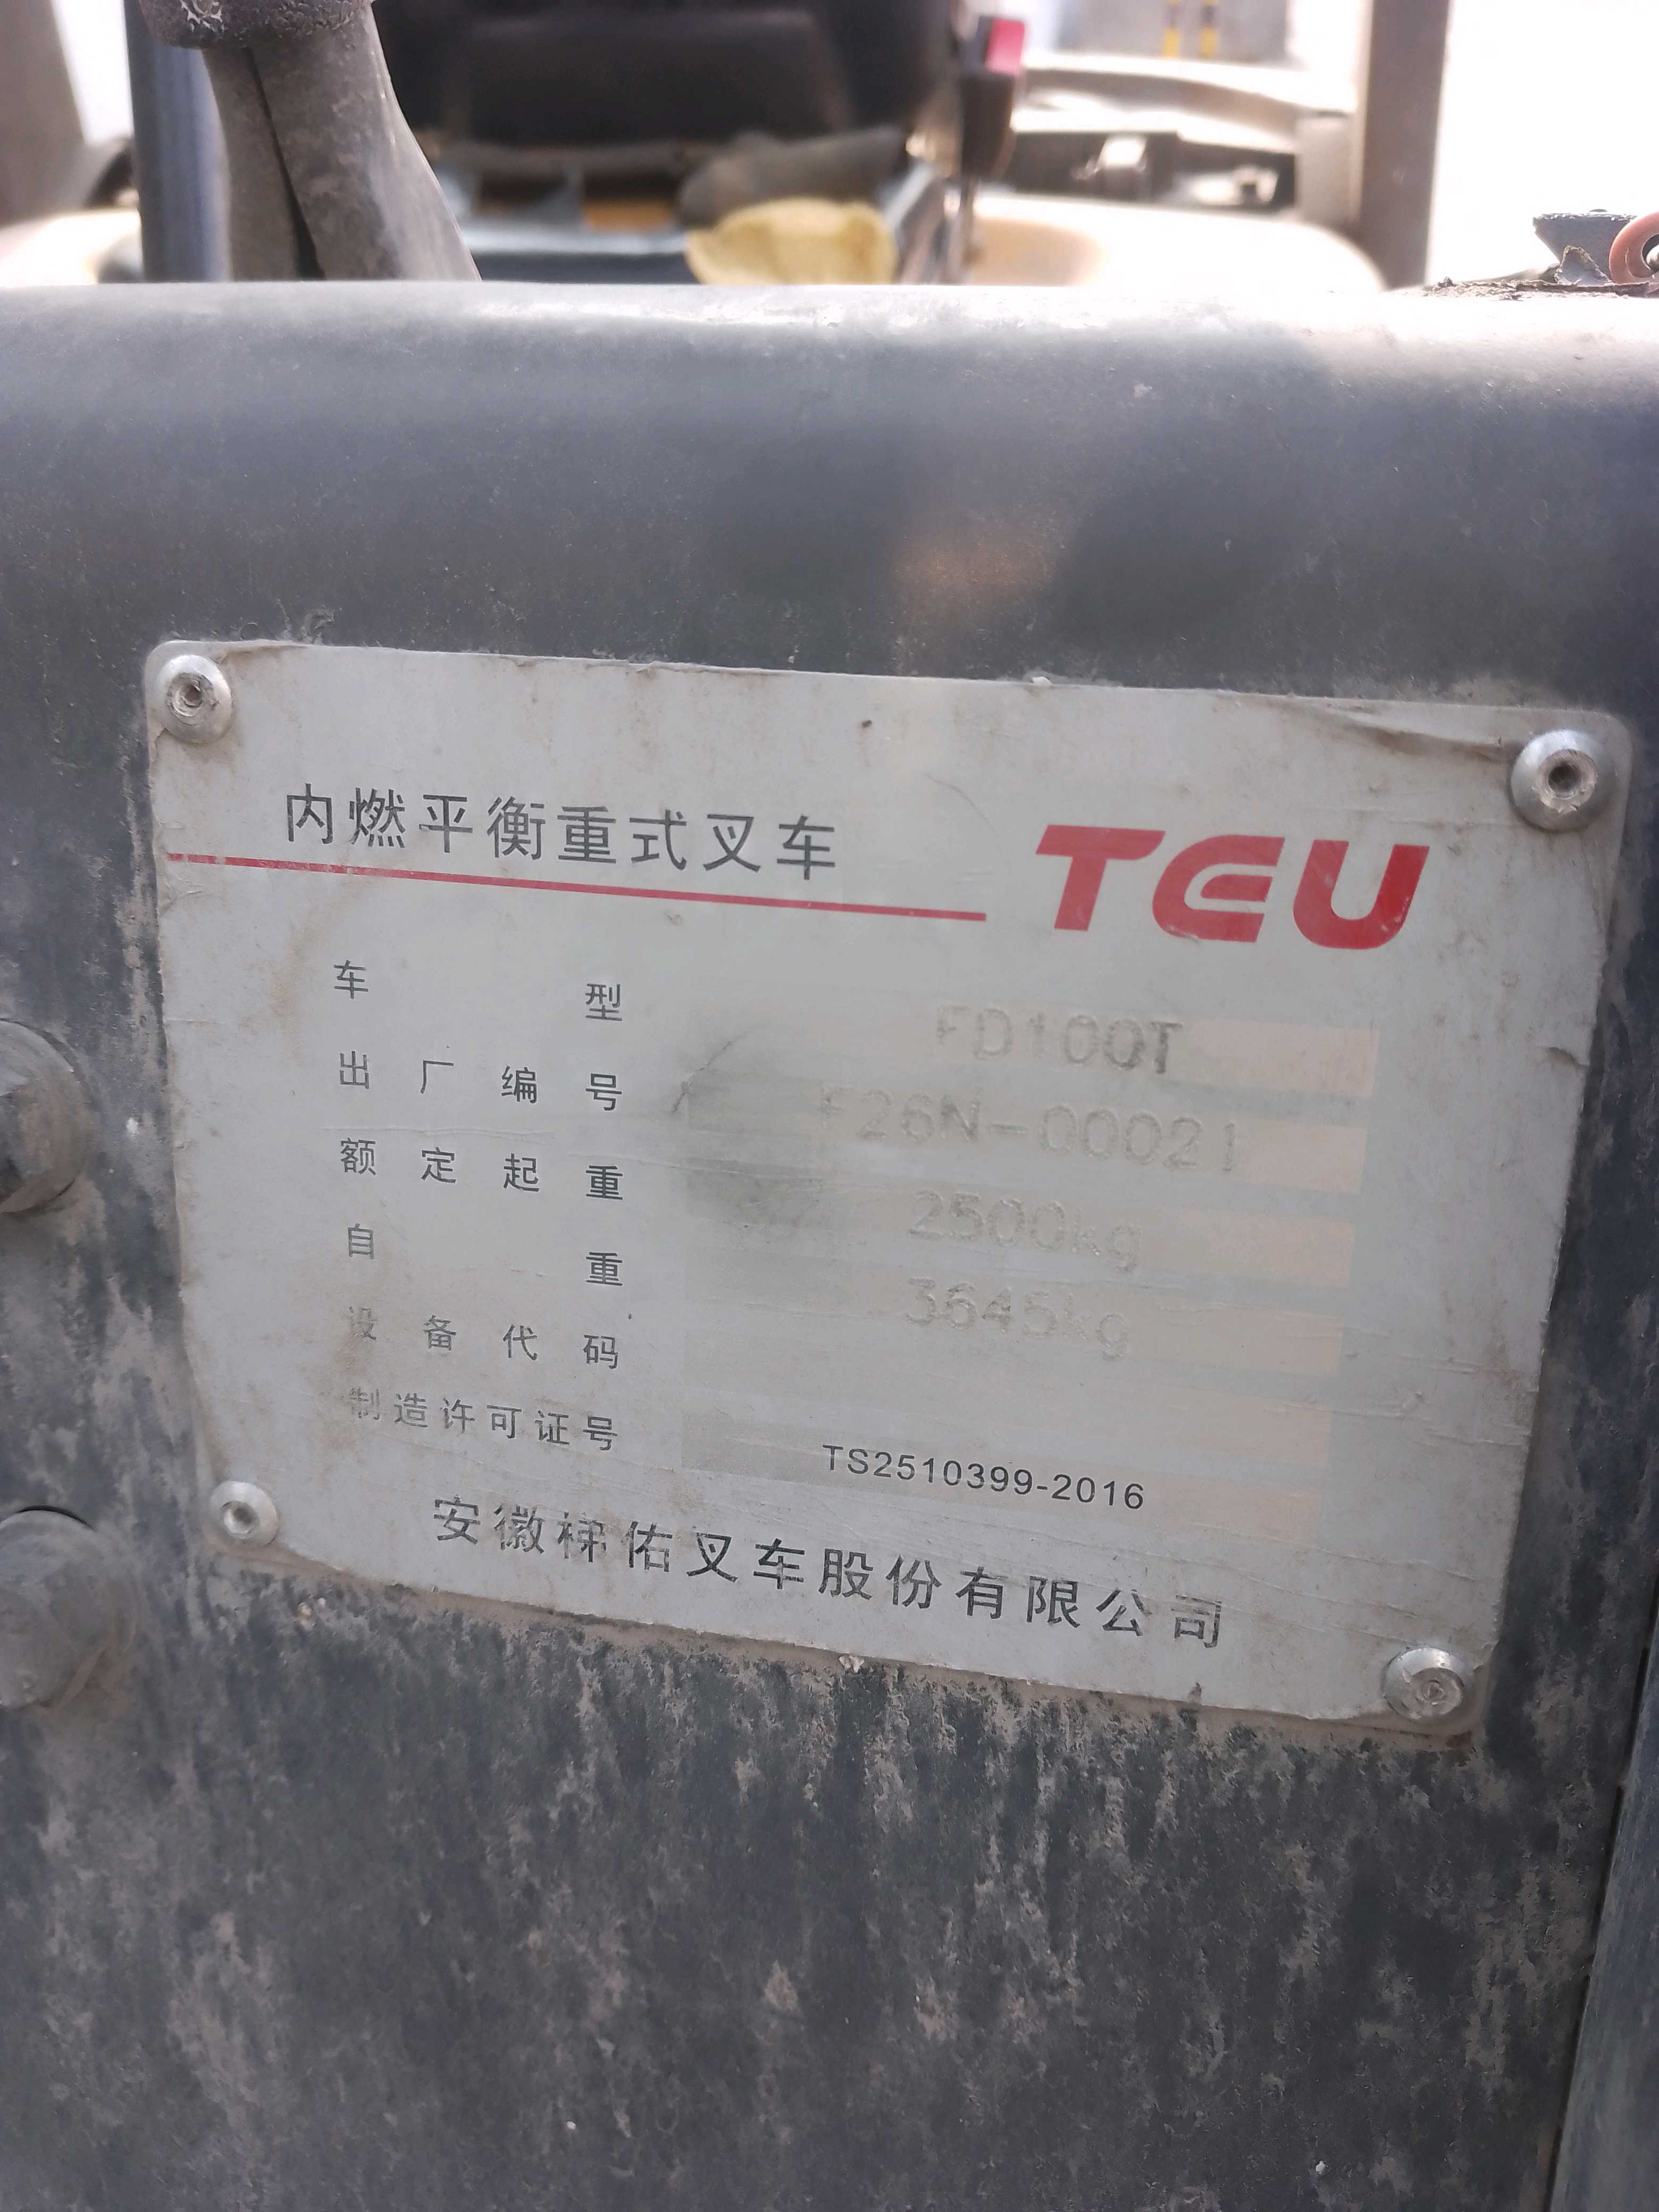 内燃平衡重式叉车 TEU
车型 FD100T
出厂编号 F26N-00021
额定起重 2500kg
自重 3645kg
设备代码
制造许可证号 TS2510399-2016
安徽梯佑叉车股份有限公司